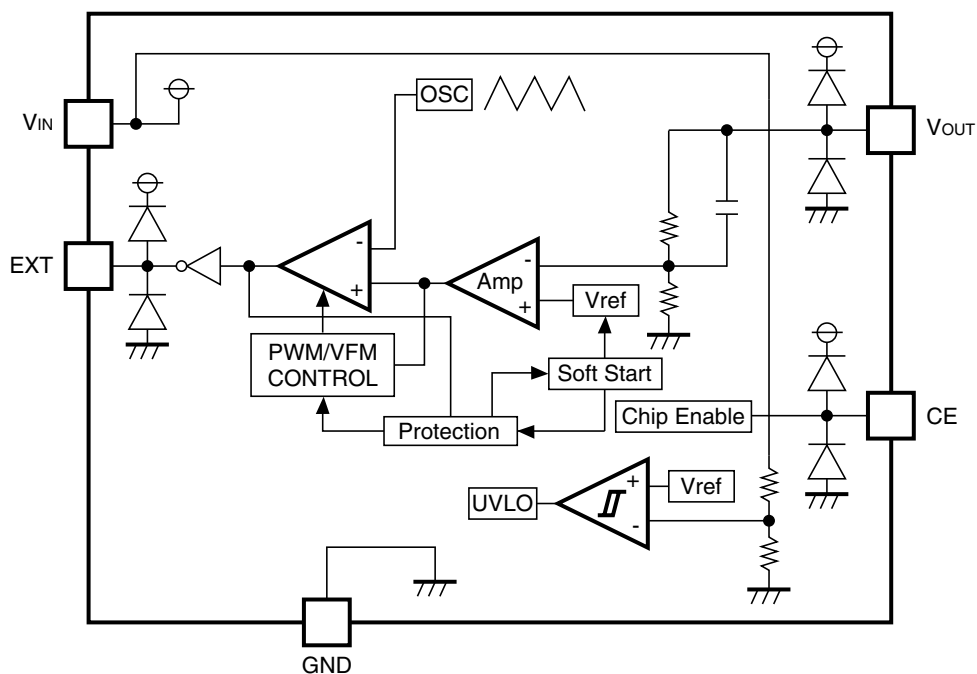 OSC
VIN
VOUT
EXT
-
+
Amp
-
+
Vref
PWM/VFM
CONTROL
Soft Start
Chip Enable
CE
Protection
UVLO
+
-
Vref
GND